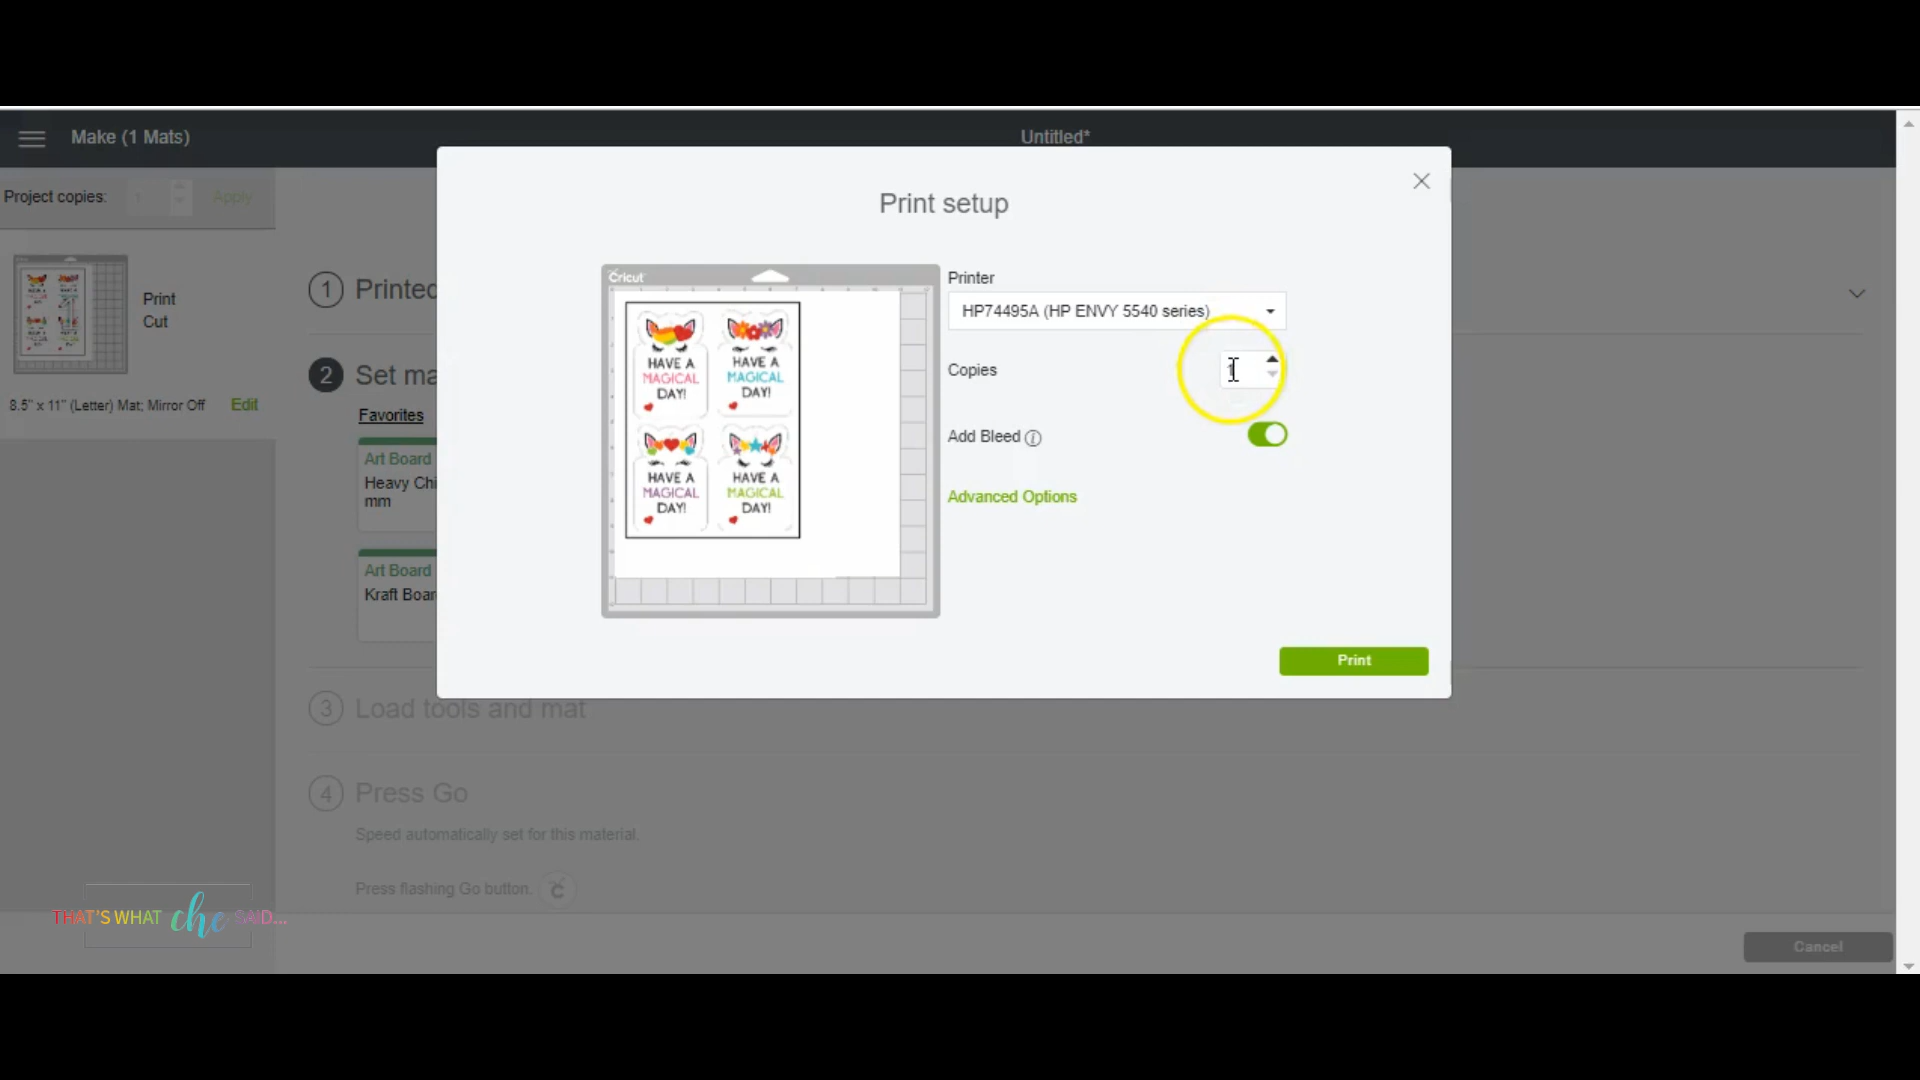 Make (1 Mats)
Untitled*
Project copies:
Apply
Print
Cut
8.5" x 11" (Letter) Mat; Mirror Off
Edit
1
Printed
2
Set ma
Favorites
Art Board
Heavy Chi
mm
Art Board
Kraft Boar
3
Load tools and mat
4
Press Go
Speed automatically set for this material.
Press flashing Go button.
Cancel
Print setup
Cricut
HAVE A
MAGICAL
DAY!
HAVE A
MAGICAL
DAY!
HAVE A
MAGICAL
DAY!
HAVE A
MAGICAL
DAY!
Printer
HP74495A (HP ENVY 5540 series)
Copies
1
Add Bleed
Advanced Options
Print
THAT'S WHAT che SAID...